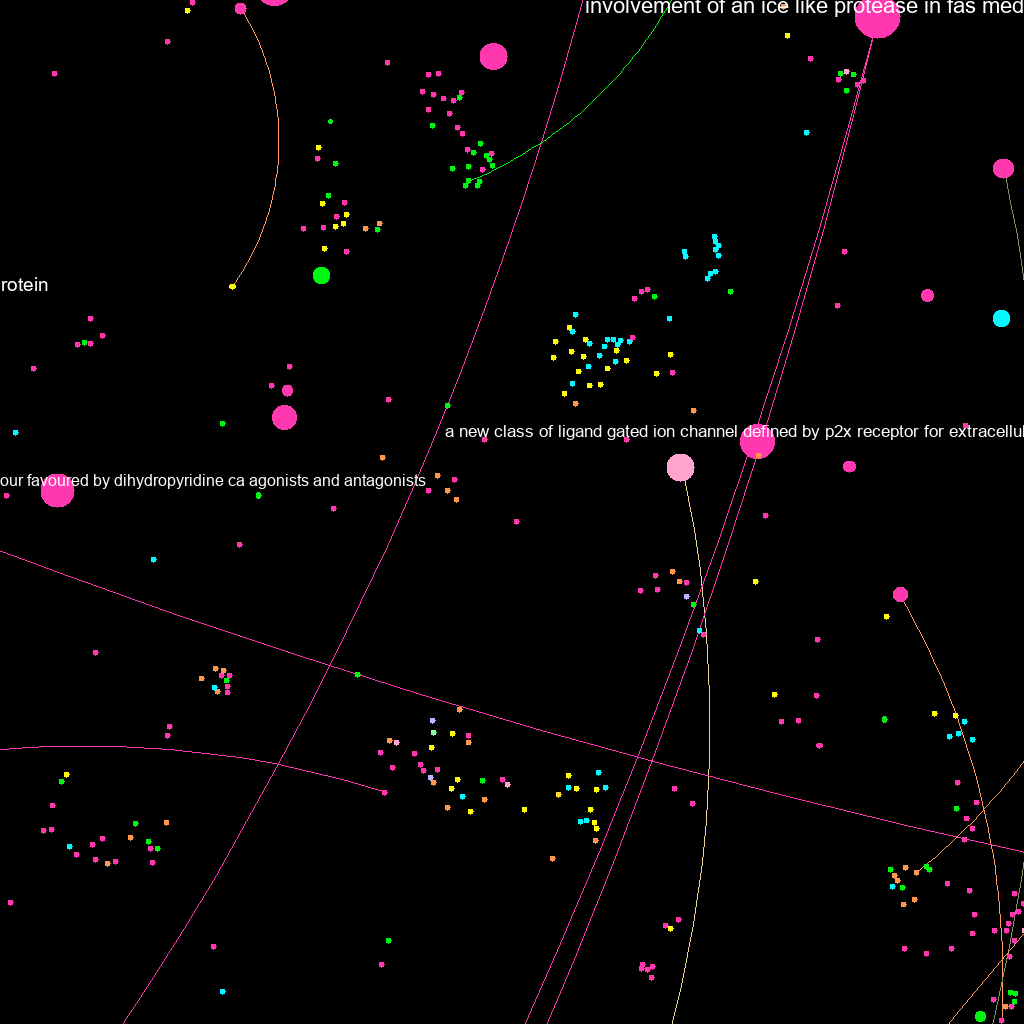 involvement of an ice like protease in fas med
rotein
a new class of ligand gated ion channel defined by p2x receptor for extracellul
our favoured by dihydropyridine ca agonists and antagonists